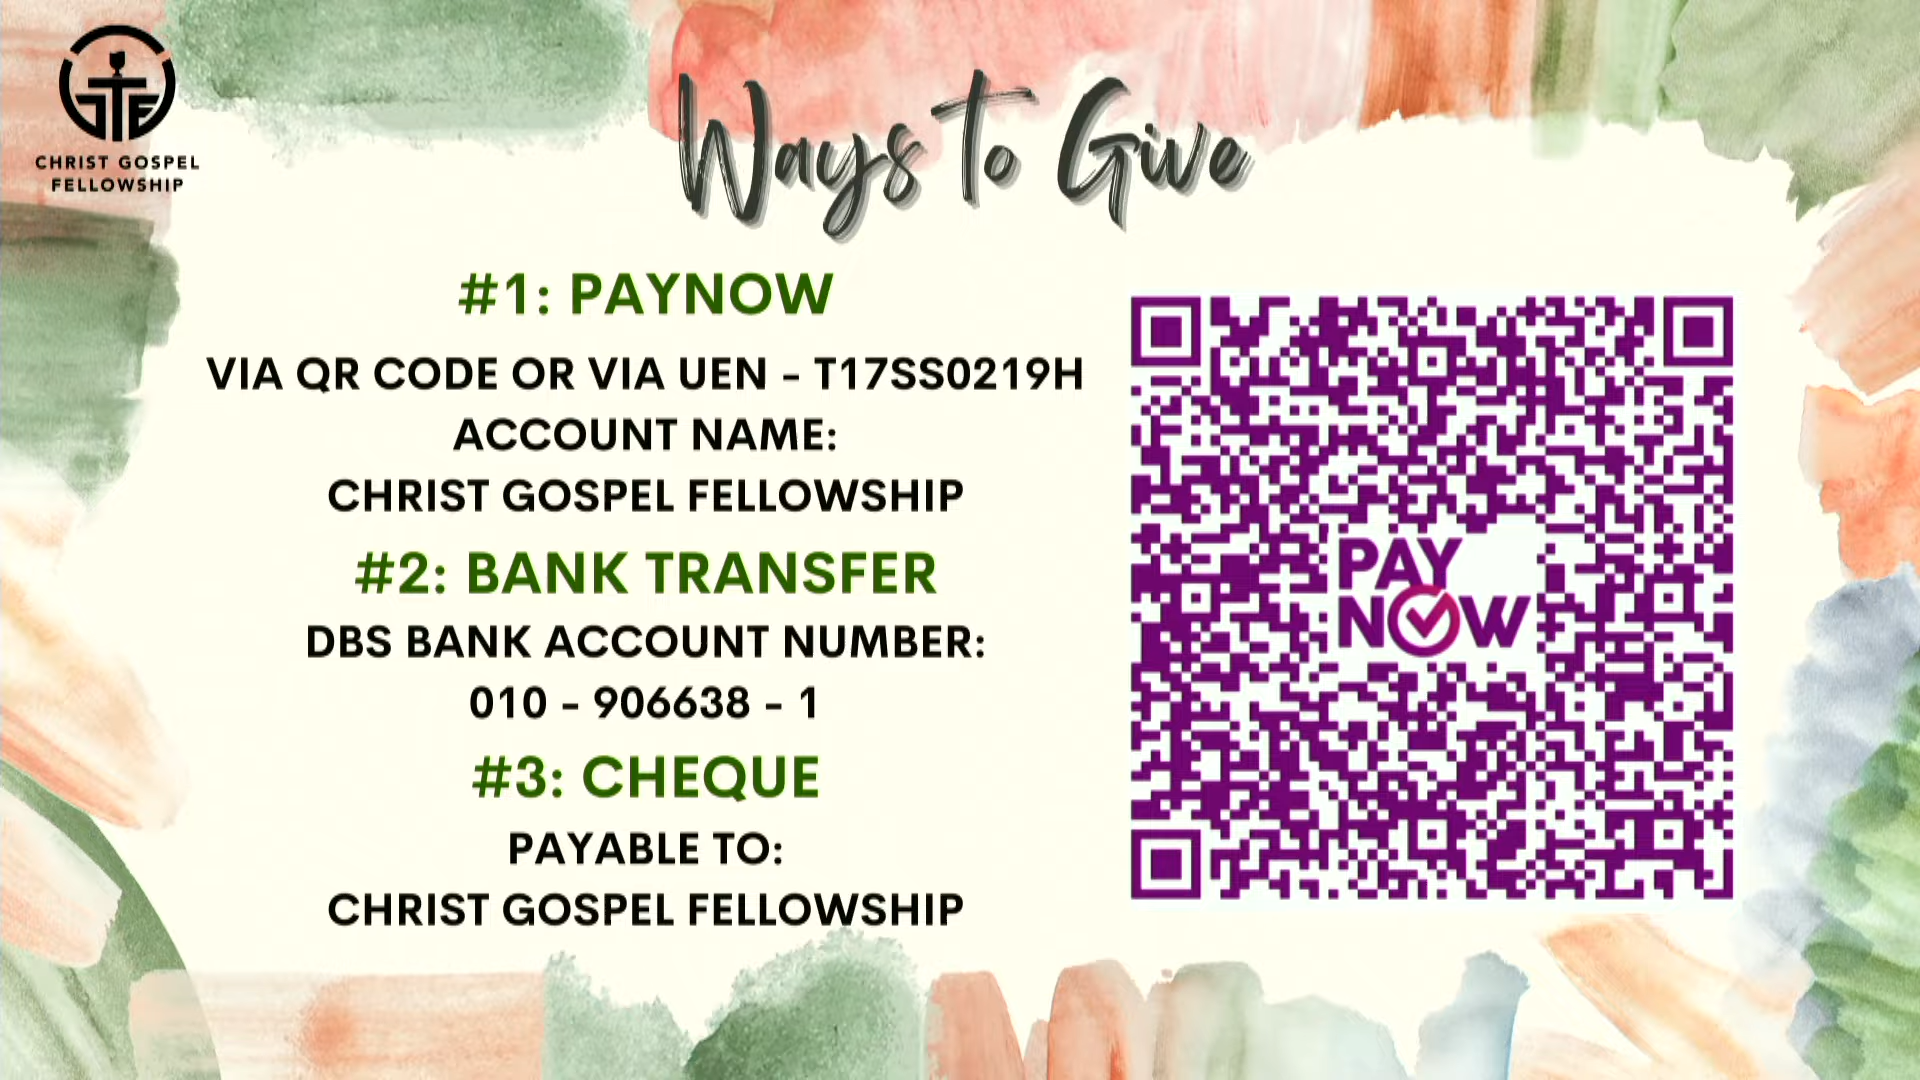 CHRIST GOSPEL
FELLOWSHIP
Ways to Give
#1: PAYNOW
VIA QR CODE OR VIA UEN - T17SS0219H
ACCOUNT NAME:
CHRIST GOSPEL FELLOWSHIP
#2: BANK TRANSFER
DBS BANK ACCOUNT NUMBER:
010 - 906638 - 1
#3: CHEQUE
PAYABLE TO:
CHRIST GOSPEL FELLOWSHIP
PAY
NOW